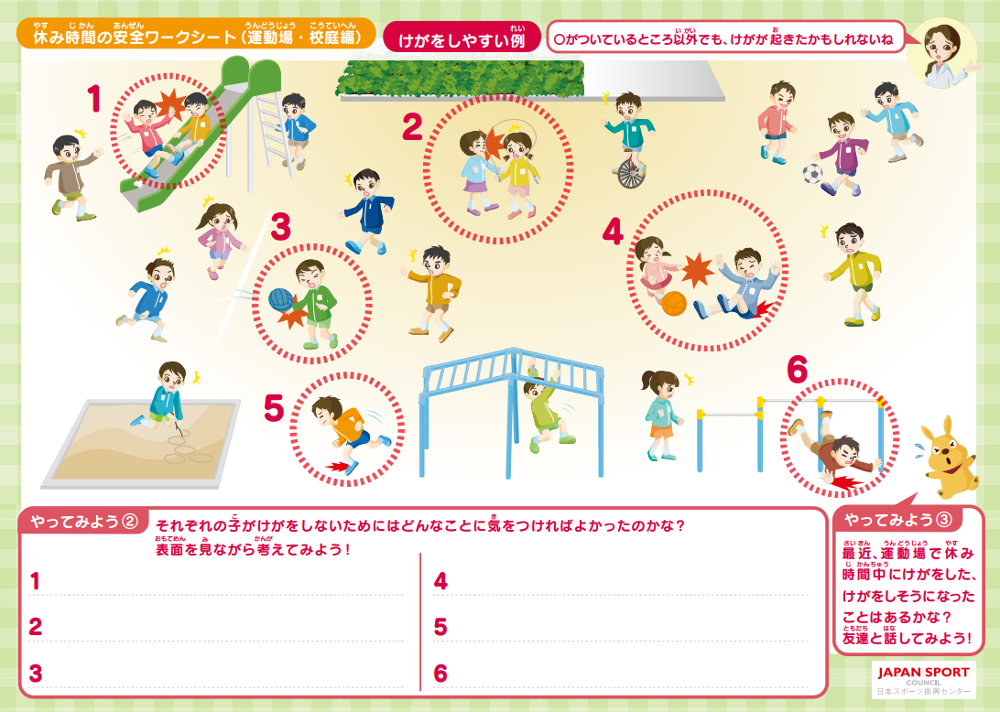 休み時間の安全ワークシート（運動場・校庭編）
けがをしやすい例
○がついているところ以外でも、けがが起きたかもしれないね
1
2
3
4
5
6
やってみよう②
それぞれの子がけがをしないためにはどんなことに気をつければよかったのかな？
表面を見ながら考えてみよう！
1
2
3
4
5
6
やってみよう③
最近、運動場で休み
時間中にけがをした、
けがをしそうになった
ことはあるかな？
友達と話してみよう！
JAPAN SPORT
COUNCIL
日本スポーツ振興センター